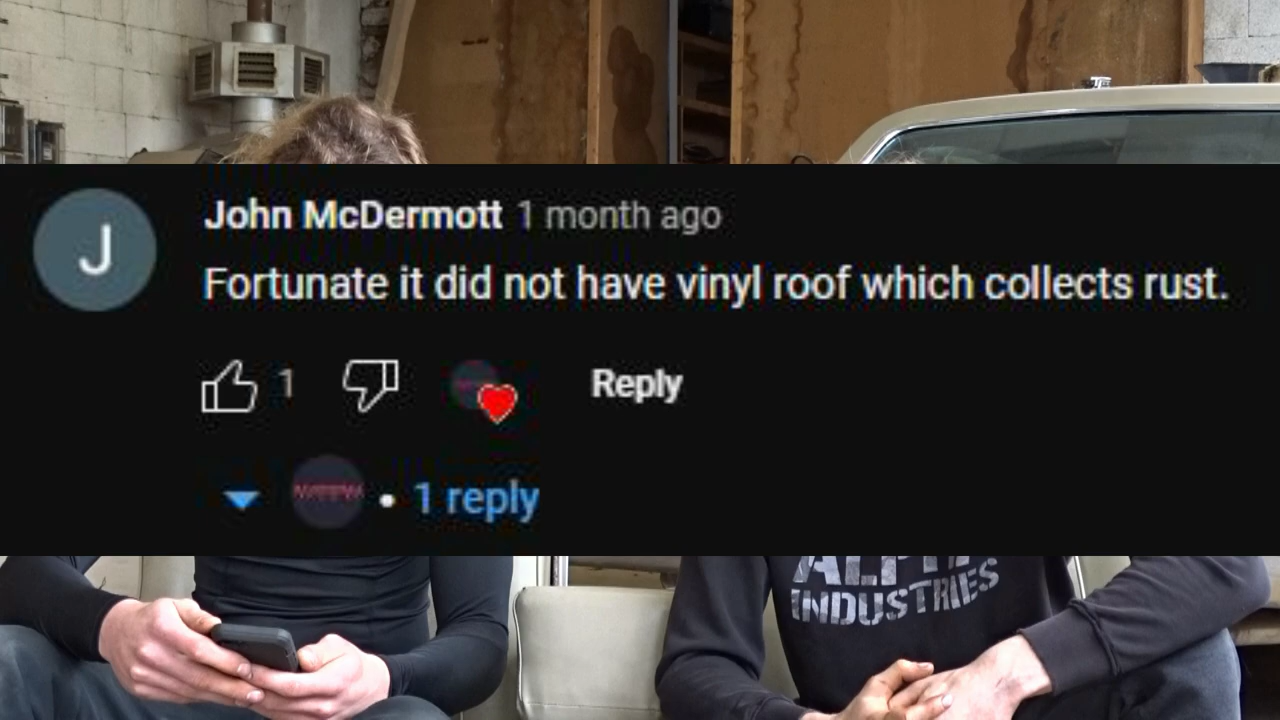 John McDermott 1 month ago
Fortunate it did not have vinyl roof which collects rust.
1
Reply
1 reply
INDUSTRIES